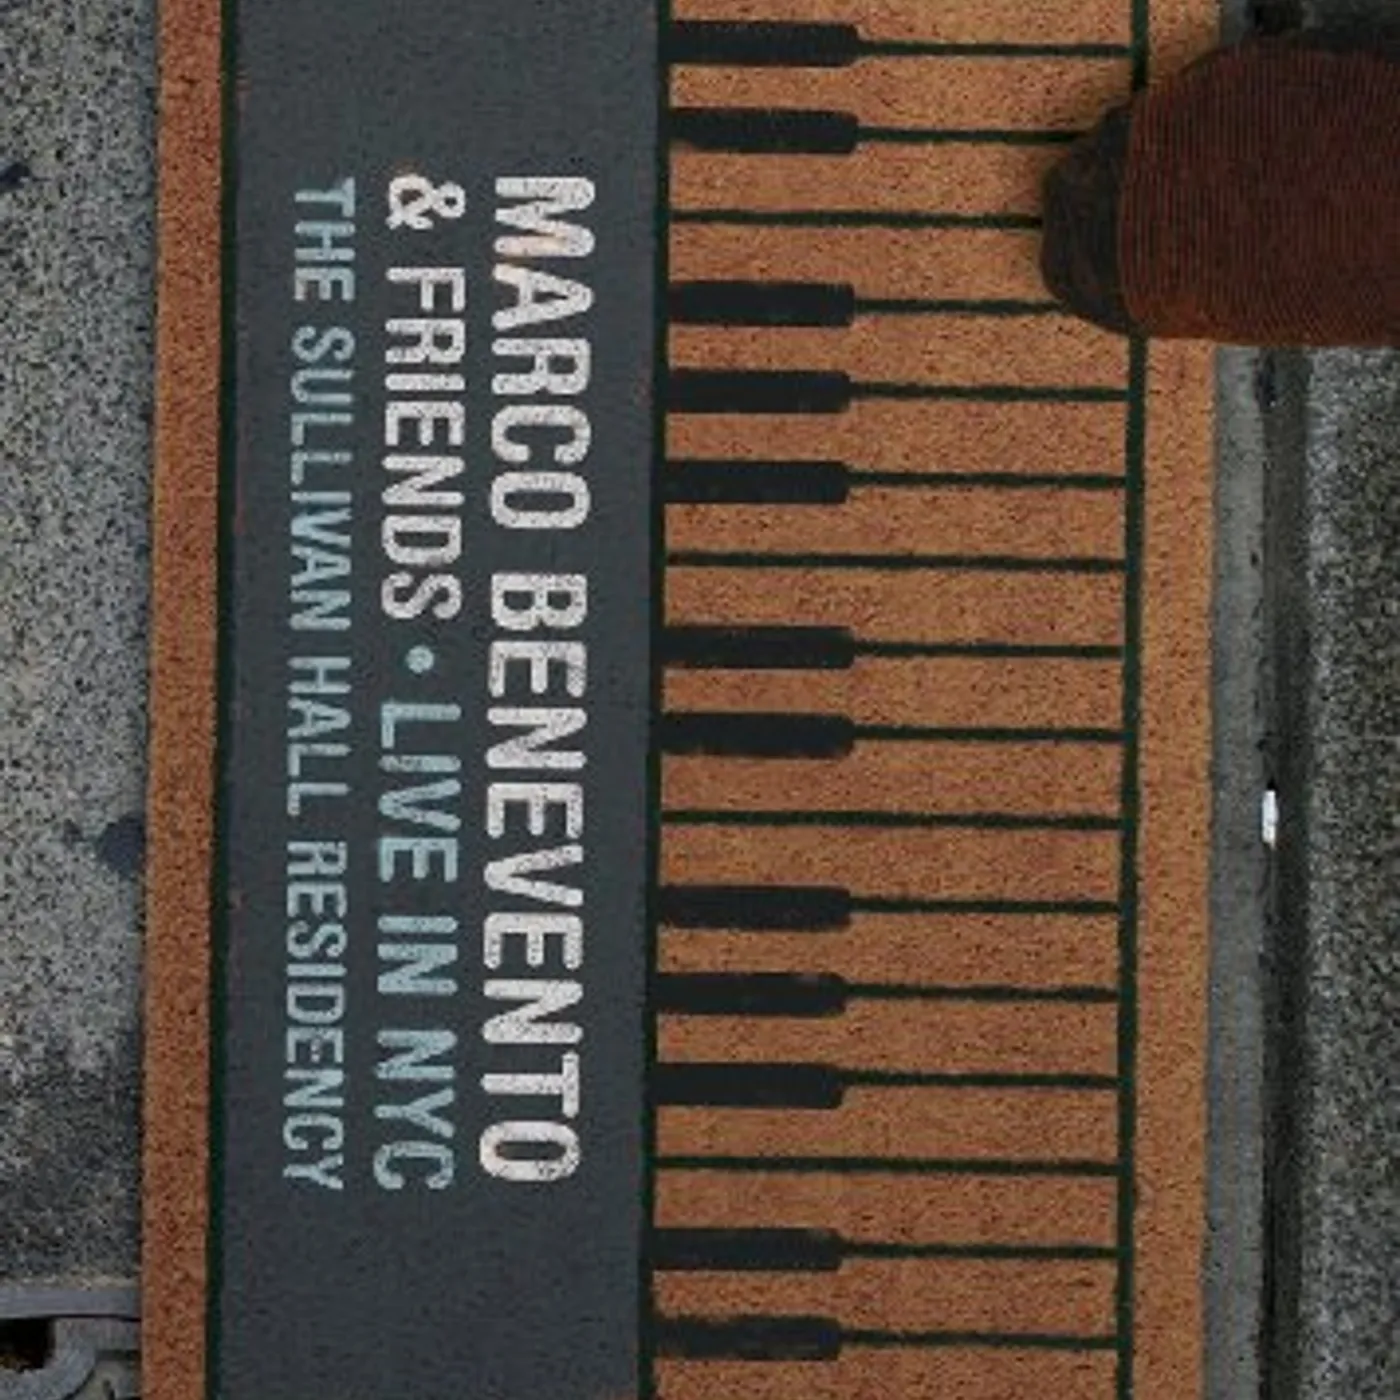 MARCO BENEVENTO
& FRIENDS • LIVE IN NYC
THE SULLIVAN HALL RESIDENCY